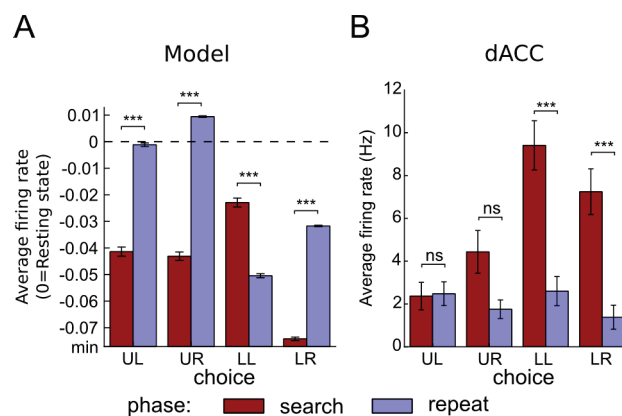 A
Model
Average firing rate
(0=Resting state)
0.01
0
-0.01
-0.02
-0.03
-0.04
-0.05
-0.06
-0.07
min
***
***
***
***
UL
UR
LL
LR
choice
B
dACC
Average firing rate (Hz)
12
10
8
6
4
2
0
ns
ns
***
***
UL
UR
LL
LR
choice
phase: search repeat